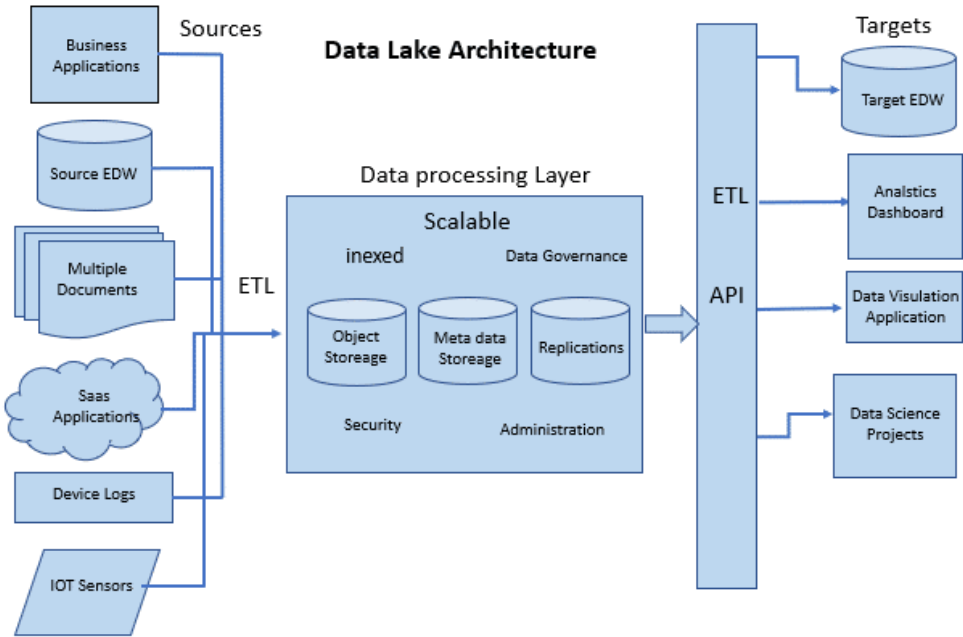 Sources
Data Lake Architecture
Targets
Business
Applications
Source EDW
Multiple
Documents
Saas
Applications
Device Logs
IOT Sensors
ETL
Data processing Layer
Scalable
inexed
Data Governance
Object
Storeage
Meta data
Storeage
Replications
Security
Administration
ETL
API
Target EDW
Analstics
Dashboard
Data Visulation
Application
Data Science
Projects